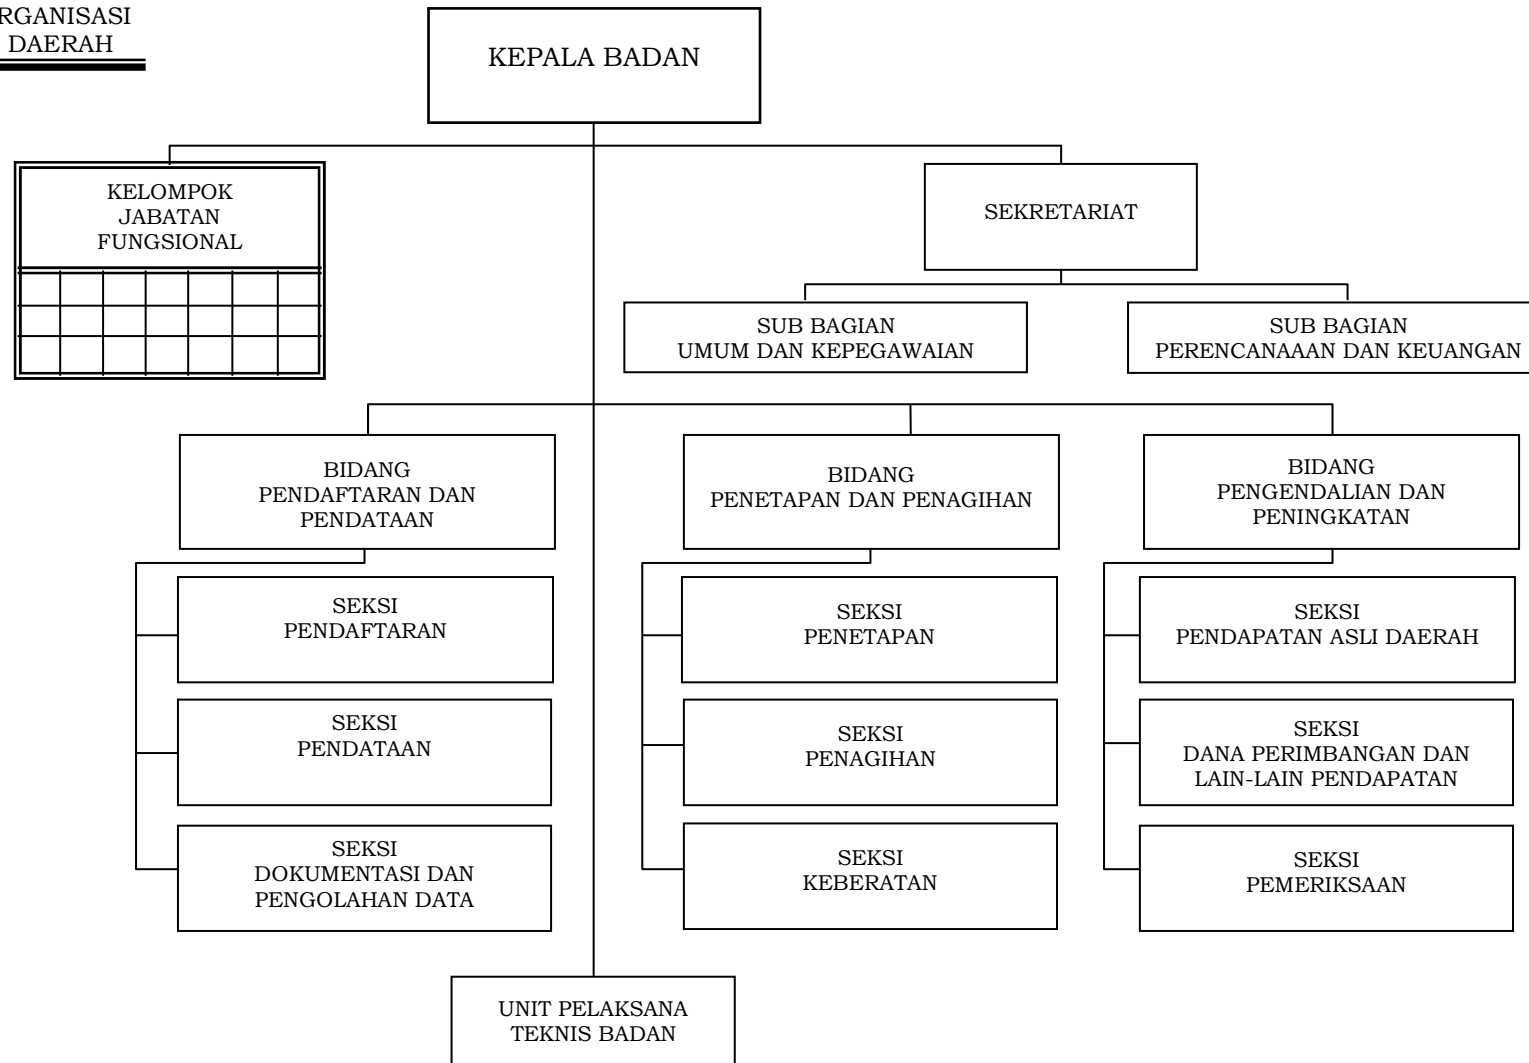 RGANISASI
DAERAH
KEPALA BADAN
KELOMPOK
JABATAN
FUNGSIONAL
SEKRETARIAT
SUB BAGIAN
UMUM DAN KEPEGAWAIAN
SUB BAGIAN
PERENCANAAAN DAN KEUANGAN
BIDANG
PENDAFTARAN DAN
PENDATAAN
BIDANG
PENETAPAN DAN PENAGIHAN
BIDANG
PENGENDALIAN DAN
PENINGKATAN
SEKSI
PENDAFTARAN
SEKSI
PENETAPAN
SEKSI
PENDAPATAN ASLI DAERAH
SEKSI
PENDATAAN
SEKSI
PENAGIHAN
SEKSI
DANA PERIMBANGAN DAN
LAIN-LAIN PENDAPATAN
SEKSI
DOKUMENTASI DAN
PENGOLAHAN DATA
SEKSI
KEBERATAN
SEKSI
PEMERIKSAAN
UNIT PELAKSANA
TEKNIS BADAN